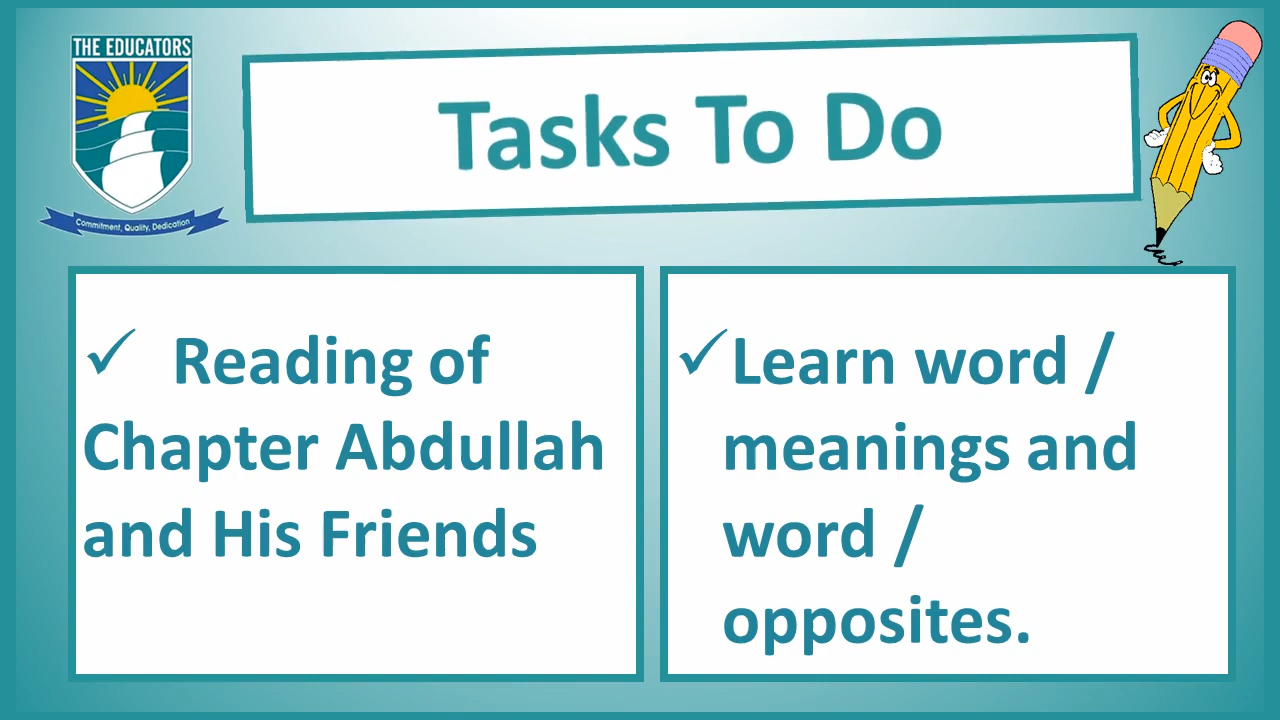 THE EDUCATORS
Commitment, Quality, Dedication
Tasks To Do
✓ Reading of
Chapter Abdullah
and His Friends
✓Learn word /
meanings and
word /
opposites.